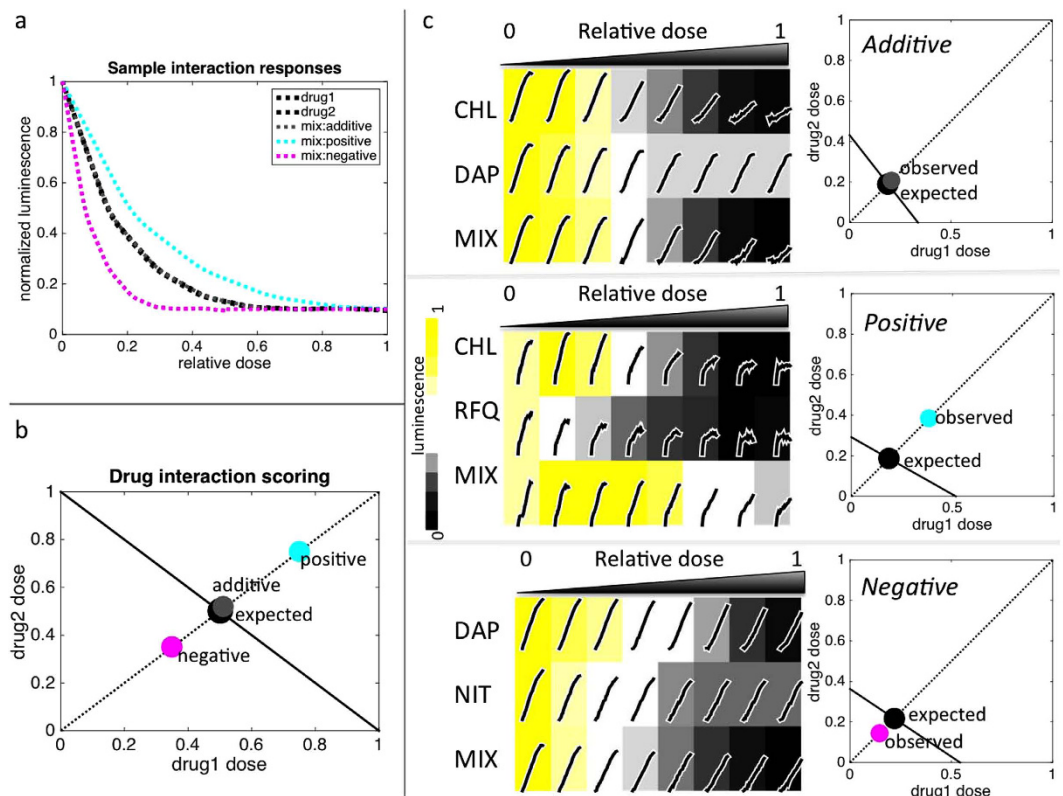 a
Sample interaction responses
drug1
drug2
mix:additive
mix:positive
mix:negative
normalized luminescence
1
0.8
0.6
0.4
0.2
0
0 0.2 0.4 0.6 0.8 1
relative dose
b
Drug interaction scoring
drug2 dose
1
0.8
0.6
0.4
0.2
0
positive
additive
expected
negative
0 0.2 0.4 0.6 0.8 1
drug1 dose
c
0 Relative dose 1
CHL
DAP
MIX
Additive
drug2 dose
1
0.8
0.6
0.4
0.2
0
observed
expected
0 0.5 1
drug1 dose
luminescence
1
0
0 Relative dose 1
CHL
RFQ
MIX
Positive
drug2 dose
1
0.8
0.6
0.4
0.2
0
observed
expected
0 0.5 1
drug1 dose
0 Relative dose 1
DAP
NIT
MIX
Negative
drug2 dose
1
0.8
0.6
0.4
0.2
0
expected
observed
0 0.5 1
drug1 dose